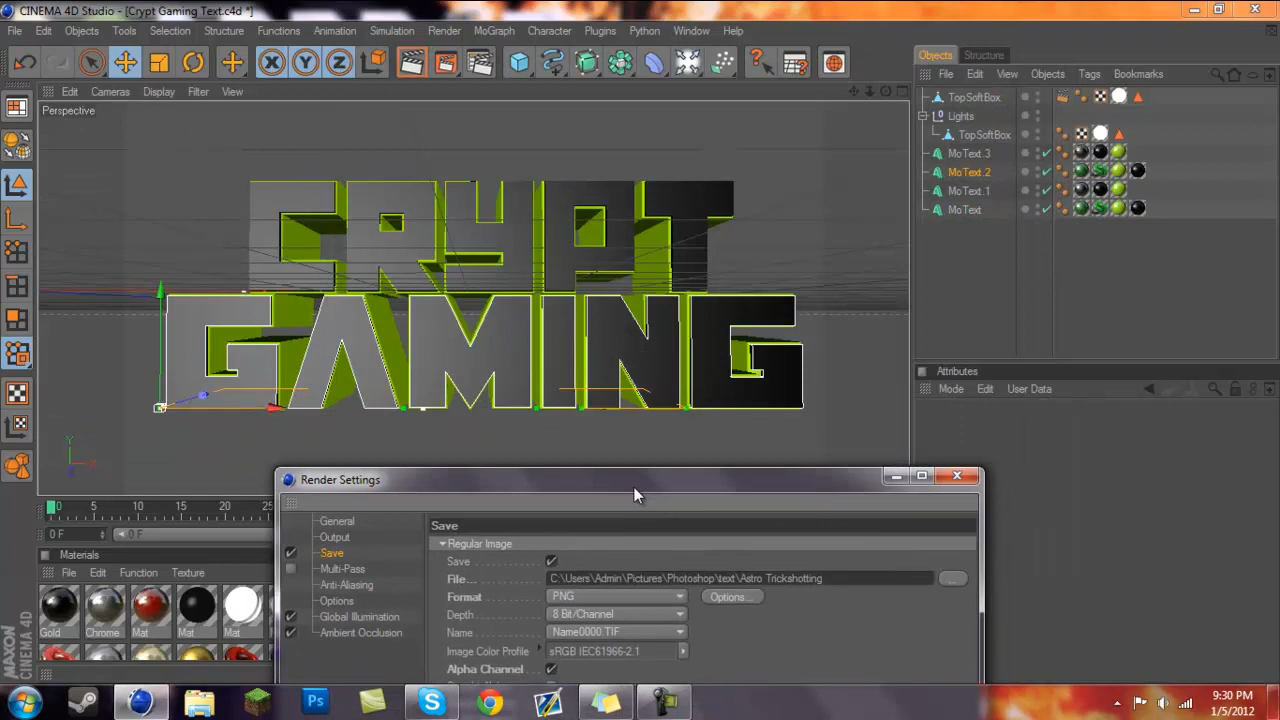 CINEMA 4D Studio - [Crypt Gaming Text.c4d *]
File Edit Objects Tools Selection Structure Functions Animation Simulation Render MoGraph Character Plugins Python Window Help
X Y Z
Objects Structure
File Edit View Objects Tags Bookmarks
Edit Cameras Display Filter View
Perspective
TopSoftBox
Lights
TopSoftBox
MoText.3
MoText.2
MoText.1
MoText
CRYPT
GAMING
Attributes
Mode Edit User Data
Y
X
Render Settings
0 5 10 15 20 25
0 F 0 F
Materials
File Edit Function Texture
Gold Chrome Mat Mat Mat
General
Output
Save
Multi-Pass
Anti-Aliasing
Options
Global Illumination
Ambient Occlusion
Save
Regular Image
Save
File... C:\Users\Admin\Pictures\Photoshop\text\Astro Trickshotting ...
Format PNG Options...
Depth 8 Bit/Channel
Name Name0000.TIF
Image Color Profile sRGB IEC61966-2.1
Alpha Channel
MAXON
CINEMA 4D
Ps
9:30 PM
1/5/2012